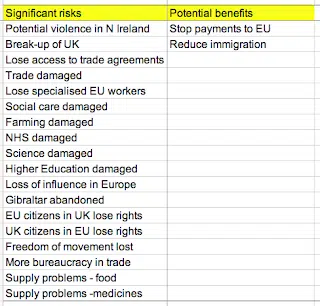 Significant risks Potential benefits
Potential violence in N Ireland Stop payments to EU
Break-up of UK Reduce immigration
Lose access to trade agreements
Trade damaged
Lose specialised EU workers
Social care damaged
Farming damaged
NHS damaged
Science damaged
Higher Education damaged
Loss of influence in Europe
Gibraltar abandoned
EU citizens in UK lose rights
UK citizens in EU lose rights
Freedom of movement lost
More bureaucracy in trade
Supply problems - food
Supply problems -medicines